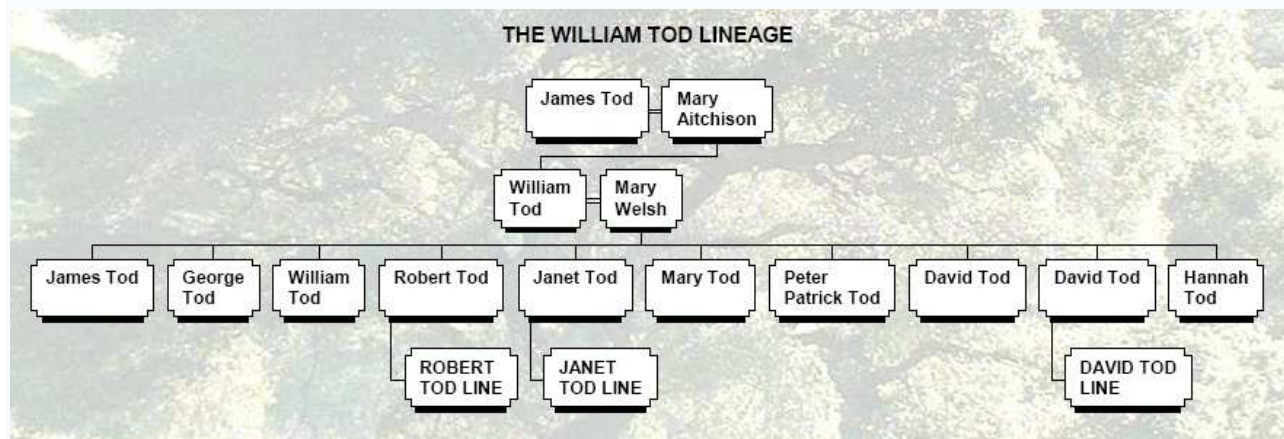 THE WILLIAM TOD LINEAGE
James Tod
Mary
Aitchison
William
Tod
Mary
Welsh
James Tod
George
Tod
William
Tod
Robert Tod
Janet Tod
Mary Tod
Peter
Patrick Tod
David Tod
David Tod
Hannah
Tod
ROBERT
TOD LINE
JANET
TOD LINE
DAVID TOD
LINE